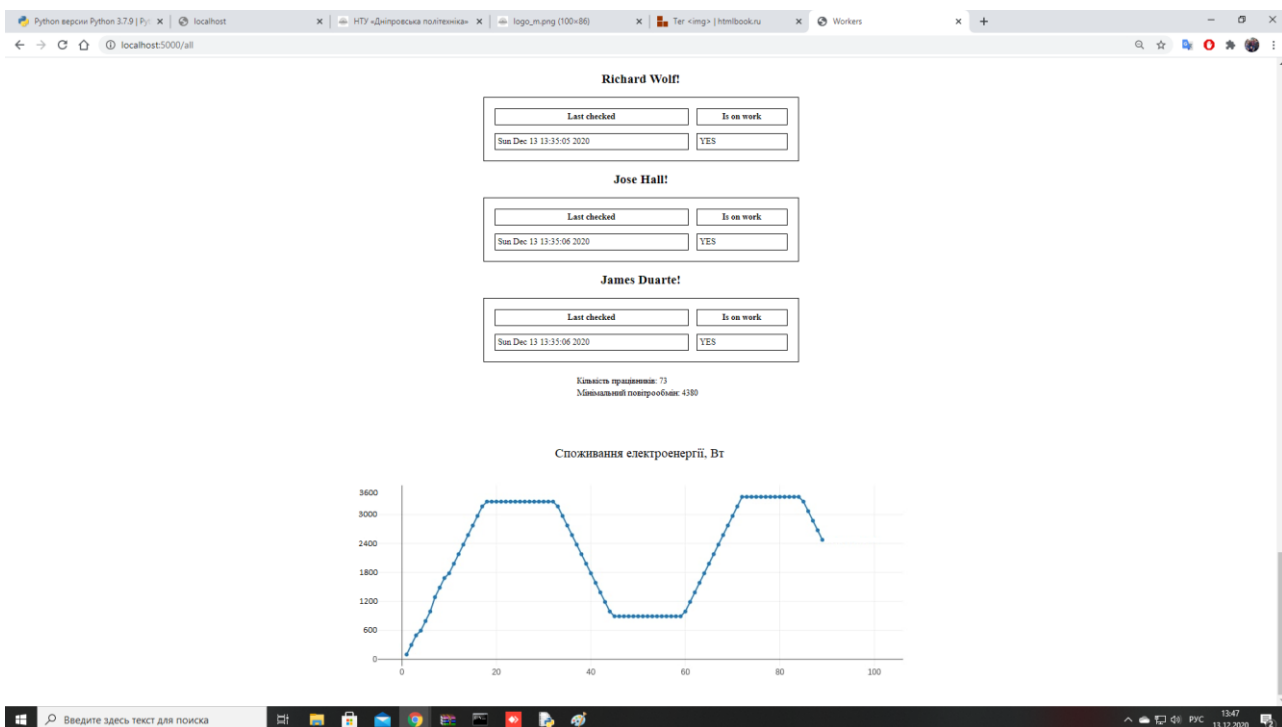 Python версии Python 3.7.9 | Pyt
localhost
НТУ «Дніпровська політехніка»
logo_m.png (100×86)
Тег <img> | htmlbook.ru
Workers
localhost:5000/all
Richard Wolf!
Last checked Is on work
Sun Dec 13 13:35:05 2020 YES
Jose Hall!
Last checked Is on work
Sun Dec 13 13:35:06 2020 YES
James Duarte!
Last checked Is on work
Sun Dec 13 13:35:06 2020 YES
Кількість працівників: 73
Мінімальний повітрообмін: 4380
Споживання електроенергії, Вт
3600
3000
2400
1800
1200
600
0
0 20 40 60 80 100
Введите здесь текст для поиска
РУС
13:47
13.12.2020